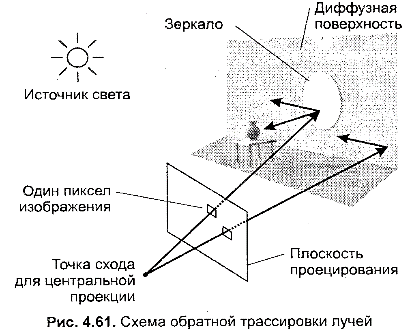 Диффузная
поверхность
Зеркало
Источник света
Один пиксел
изображения
Точка схода
для центральной
проекции
Плоскость
проецирования
Рис. 4.61. Схема обратной трассировки лучей